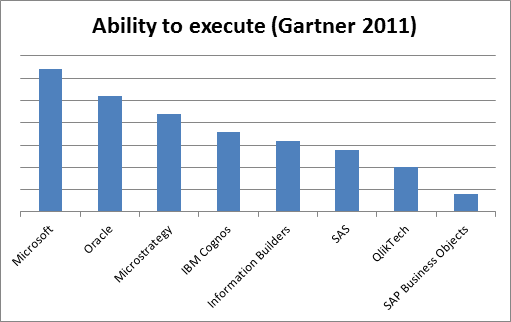 Ability to execute (Gartner 2011)
Microsoft
Oracle
Microstrategy
IBM Cognos
Information Builders
SAS
QlikTech
SAP Business Objects